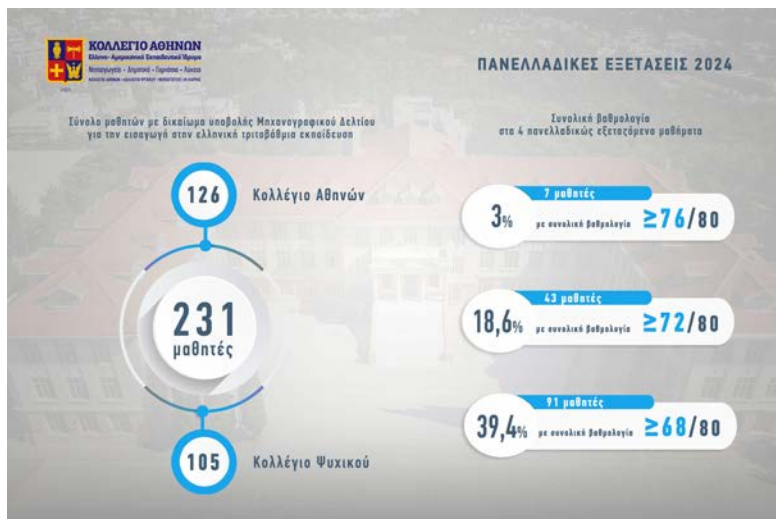 ΚΟΛΛΕΓΙΟ ΑΘΗΝΩΝ
Ελληνο-Αμερικανικό Εκπαιδευτικό Ίδρυμα
Νηπιαγωγείο • Δημοτικό • Γυμνάσια • Λύκεια
ΠΑΝΕΛΛΑΔΙΚΕΣ ΕΞΕΤΑΣΕΙΣ 2024
Σύνολο μαθητών με δικαίωμα υποβολής Μηχανογραφικού Δελτίου
για την εισαγωγή στην ελληνική τριτοβάθμια εκπαίδευση
126
Κολλέγιο Αθηνών
231
μαθητές
105
Κολλέγιο Ψυχικού
Συνολική βαθμολογία
στα 4 πανελλαδικώς εξεταζόμενα μαθήματα
7 μαθητές
3% με συνολική βαθμολογία ≥76/80
43 μαθητές
18,6% με συνολική βαθμολογία ≥72/80
91 μαθητές
39,4% με συνολική βαθμολογία ≥68/80